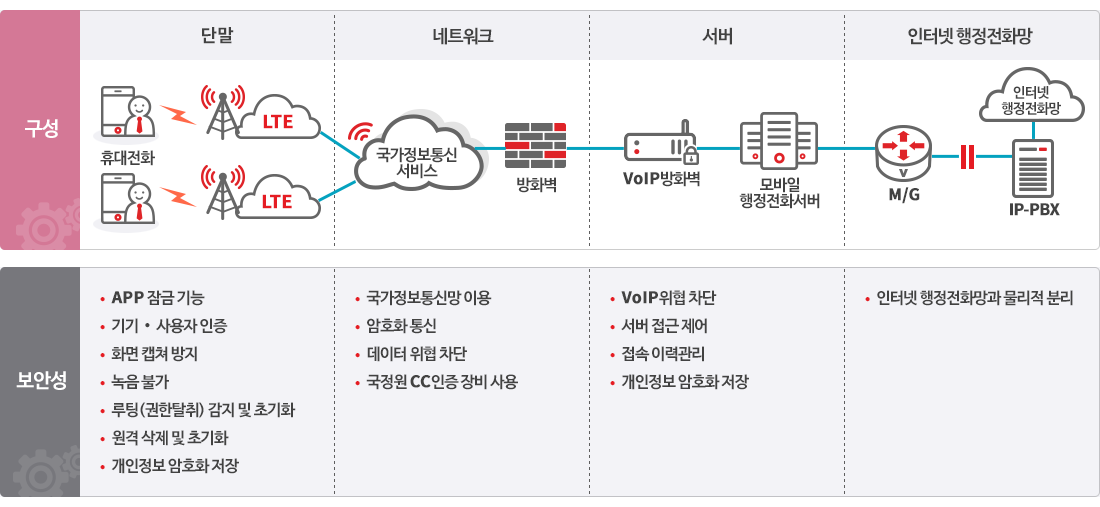 단말
네트워크
서버
인터넷 행정전화망
구성
휴대전화
LTE
LTE
국가정보통신
서비스
방화벽
VoIP방화벽
모바일
행정전화서버
V
M/G
인터넷
행정전화망
IP-PBX
보안성
• APP 잠금 기능
• 기기 • 사용자 인증
• 화면 캡쳐 방지
• 녹음 불가
• 루팅(권한탈취) 감지 및 초기화
• 원격 삭제 및 초기화
• 개인정보 암호화 저장
• 국가정보통신망 이용
• 암호화 통신
• 데이터 위협 차단
• 국정원 CC인증 장비 사용
• VoIP위협 차단
• 서버 접근 제어
• 접속 이력관리
• 개인정보 암호화 저장
• 인터넷 행정전화망과 물리적 분리